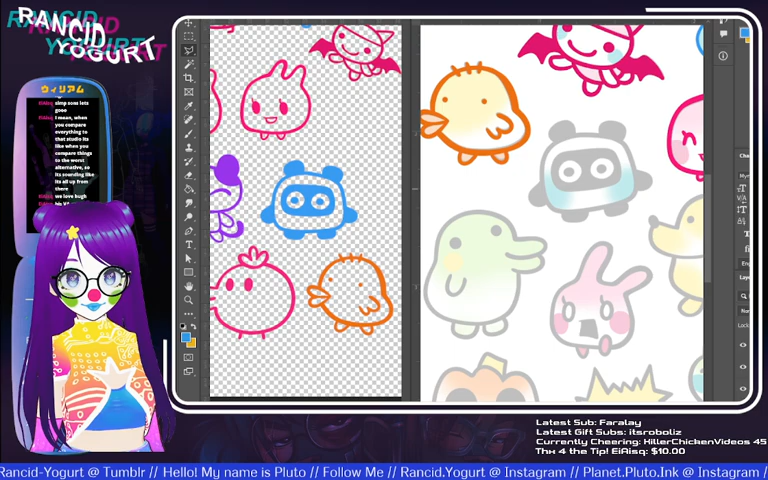 RANCID
YOGURT
ウィリアム
simp sons lets
gooo
I mean, when
you compare
everything to
that studio its
like when you
compare things
to the worst
alternative, so
its sounding like
its all up from
there
we love bugh
Latest Sub: Faralay
Latest Gift Subs: itsroboliz
Currently Cheering: KillerChickenVideos 45
Thx 4 the Tip! EiAisq: $10.00
Rancid-Yogurt @ Tumblr // Hello! My name is Pluto // Follow Me // Rancid.Yogurt @ Instagram // Planet.Pluto.Ink @ Instagram /